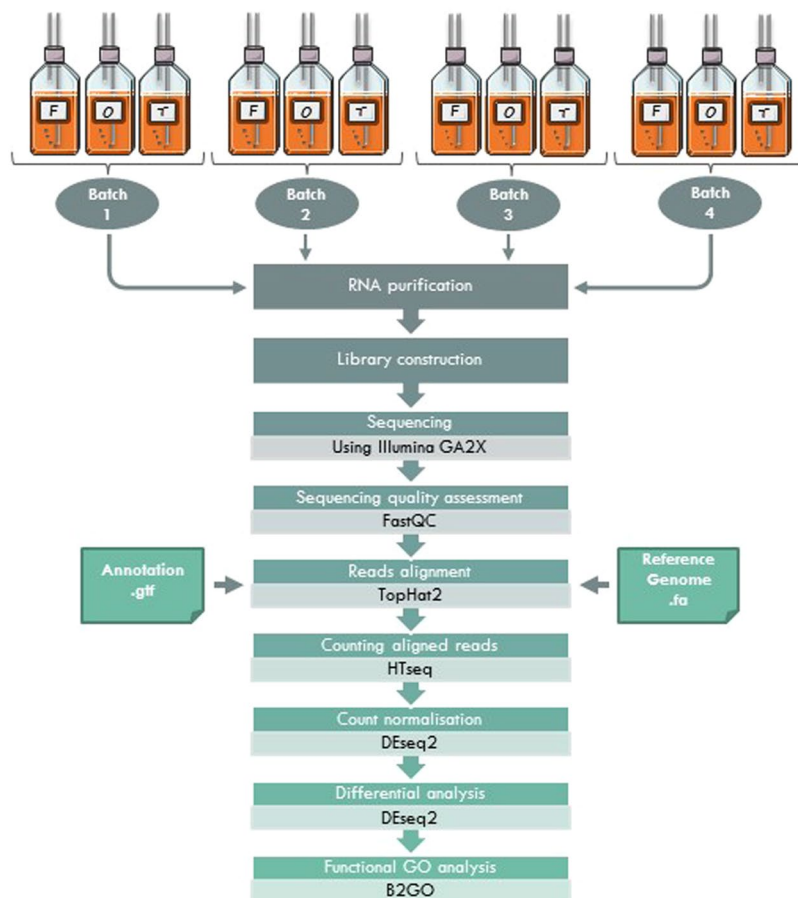 F O T F O T F O T F O T
Batch Batch Batch Batch
1 2 3 4
RNA purification
Library construction
Sequencing
Using Illumina GA2X
Sequencing quality assessment
FastQC
Annotation
.gtf
Reads alignment
TopHat2
Reference
Genome
.fa
Counting aligned reads
HTseq
Count normalisation
DEseq2
Differential analysis
DEseq2
Functional GO analysis
B2GO